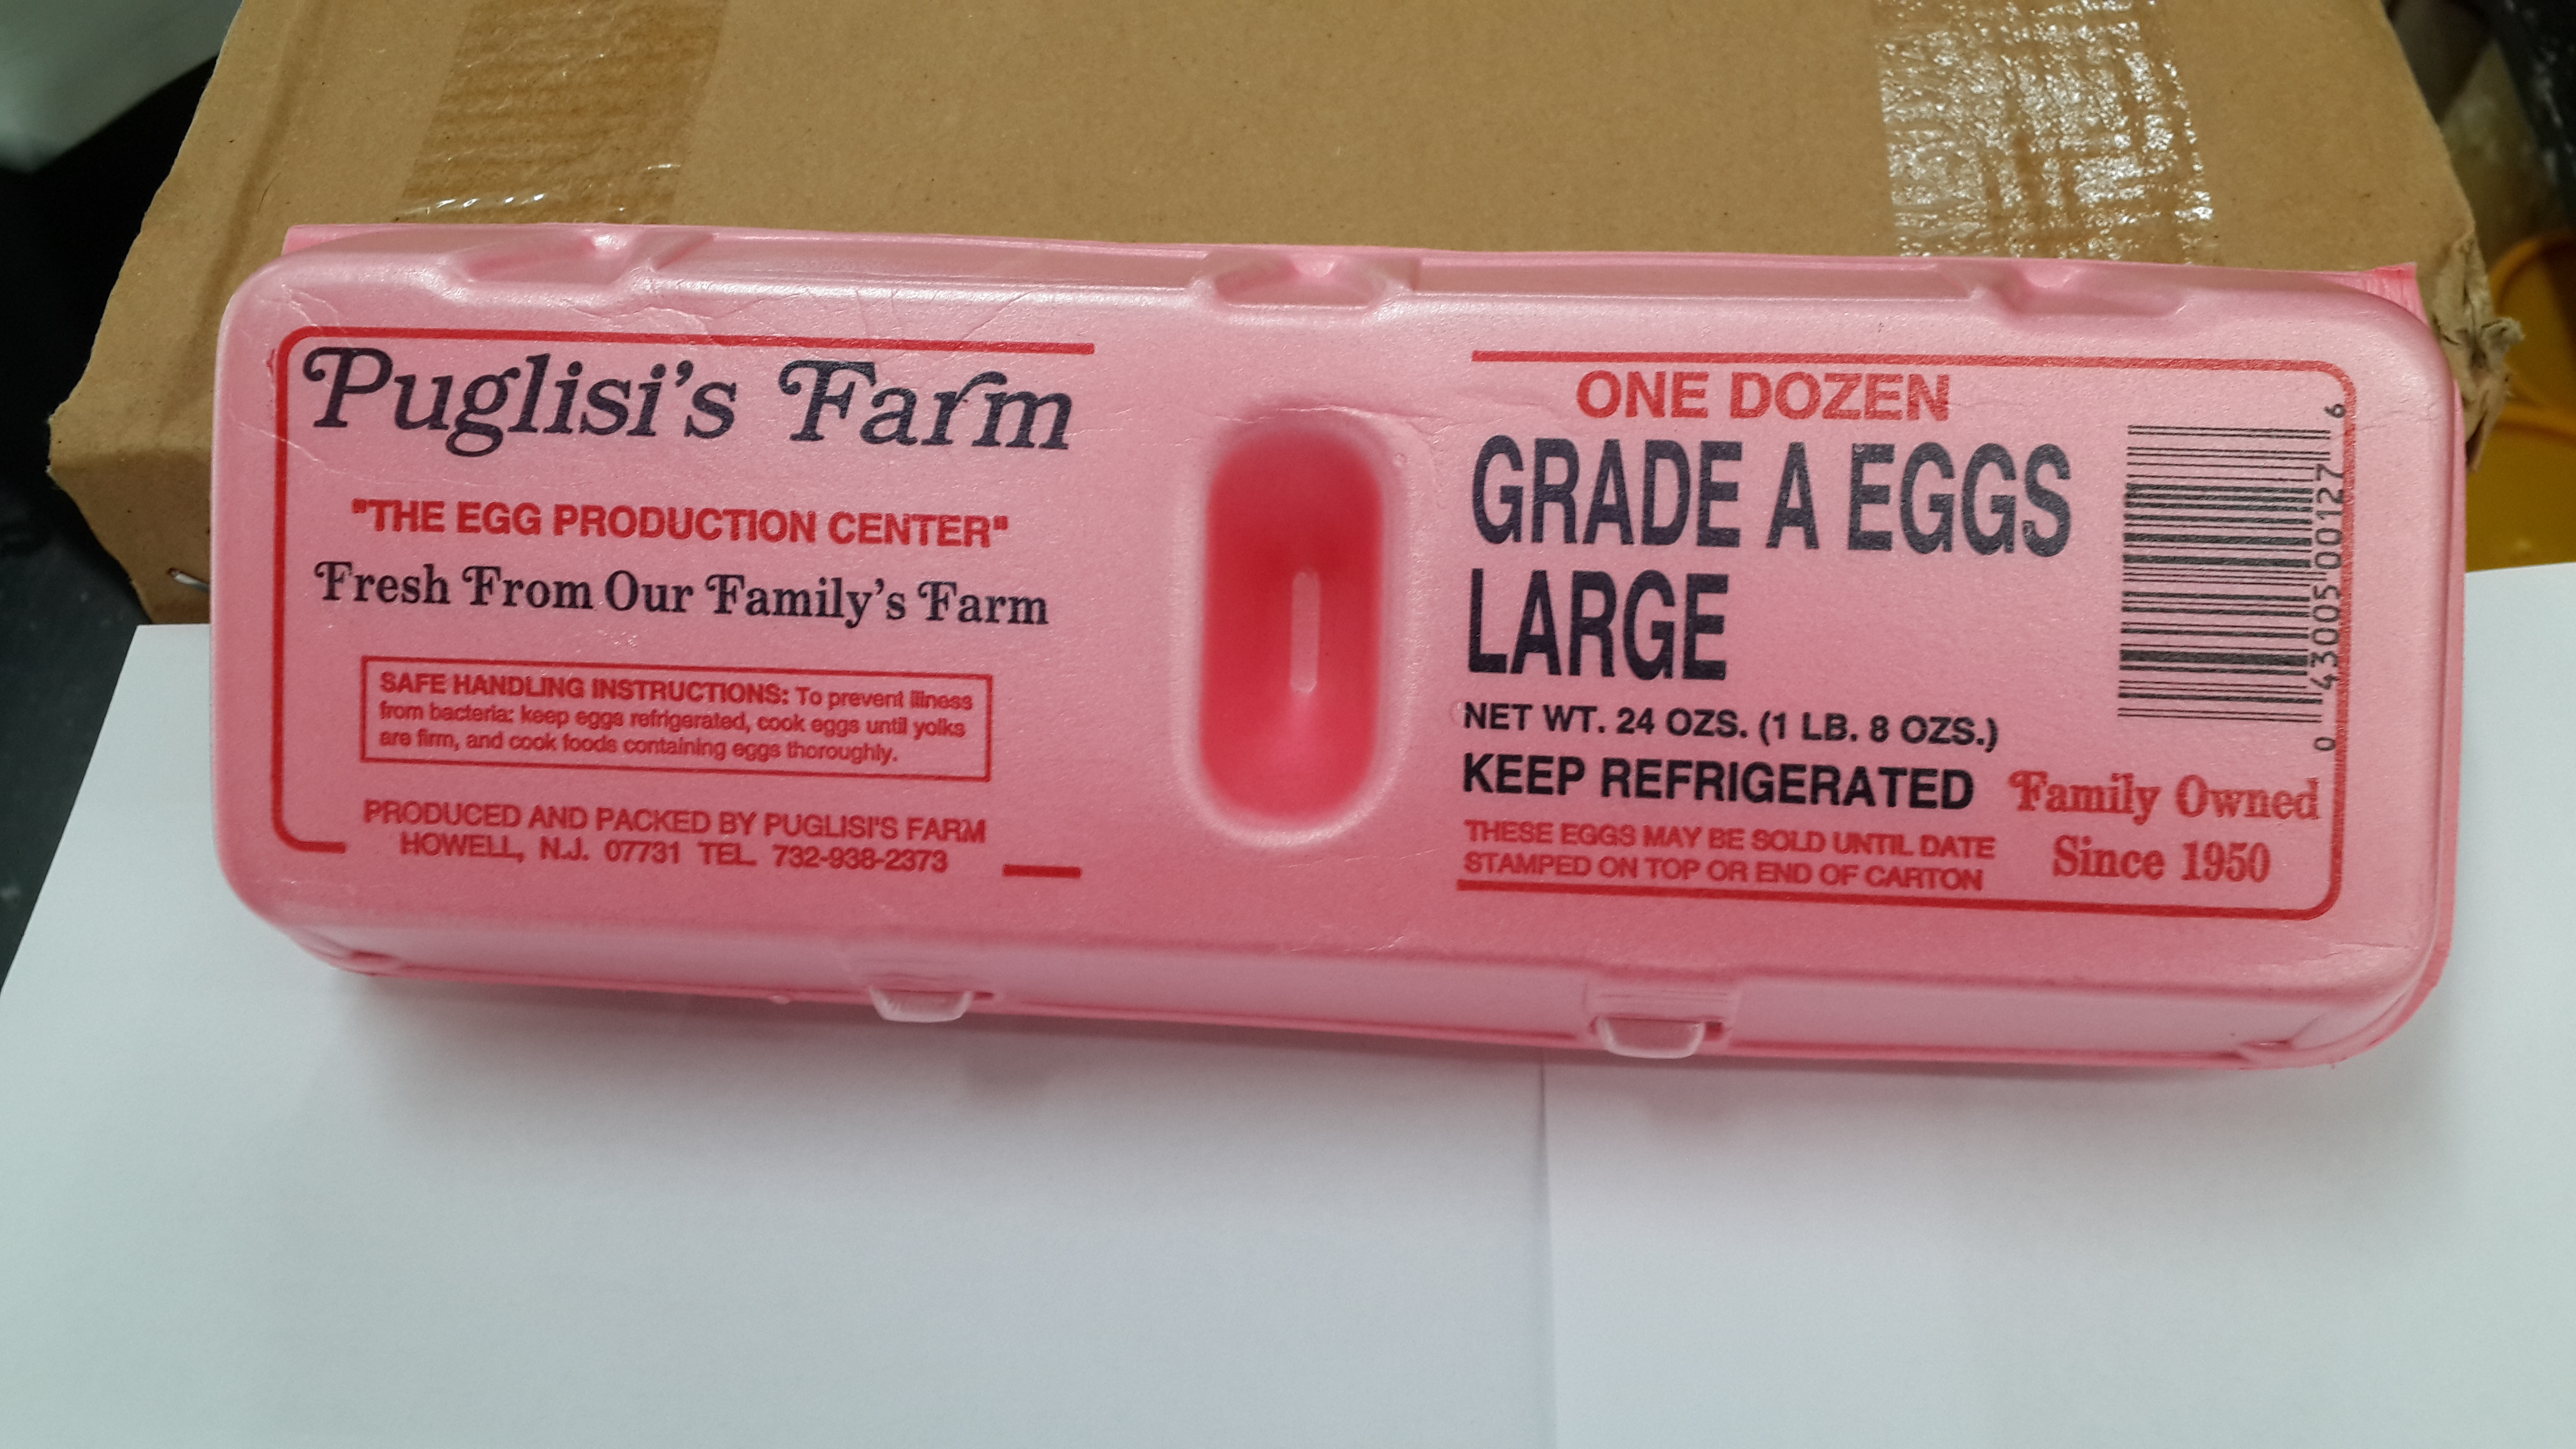 Puglisi's Farm
"THE EGG PRODUCTION CENTER"
Fresh From Our Family's Farm
SAFE HANDLING INSTRUCTIONS: To prevent illness
from bacteria: keep eggs refrigerated, cook eggs until yolks
are firm, and cook foods containing eggs thoroughly.
PRODUCED AND PACKED BY PUGLISI'S FARM
HOWELL, N.J. 07731 TEL. 732-938-2373
ONE DOZEN
GRADE A EGGS
LARGE
NET WT. 24 OZS. (1 LB. 8 OZS.)
KEEP REFRIGERATED
THESE EGGS MAY BE SOLD UNTIL DATE
STAMPED ON TOP OR END OF CARTON
Family Owned
Since 1950
0 43005 00127 6